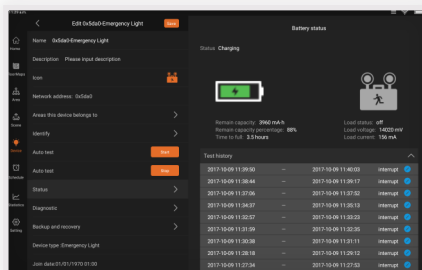 11:39 AM
Edit 0x5da0-Emergency Light
Save
Name 0x5da0-Emergency Light
Description Please input description
Icon
Network address: 0x5da0
Areas this device belongs to
Identify
Auto test Start
Auto test Stop
Status
Diagnostic
Backup and recovery
Device type :Emergency Light
Join date:01/01/1970 01:00
Home
Area
Scene
Device
Schedule
Statistics
Setting
Battery status
Status Charging
Remain capacity: 3960 mA·h
Remain capacity percentage: 88%
Time to full: 3.5 hours
Load status: off
Load voltage: 14020 mV
Load current: 156 mA
Test history
2017-10-09 11:39:50 -- 2017-10-09 11:40:03 interrupt
2017-10-09 11:38:44 -- 2017-10-09 11:39:17 interrupt
2017-10-09 11:37:06 -- 2017-10-09 11:37:52 interrupt
2017-10-09 11:34:37 -- 2017-10-09 11:35:13 interrupt
2017-10-09 11:32:57 -- 2017-10-09 11:33:23 interrupt
2017-10-09 11:31:59 -- 2017-10-09 11:32:35 interrupt
2017-10-09 11:30:38 -- 2017-10-09 11:31:11 interrupt
2017-10-09 11:28:18 -- 2017-10-09 11:29:12 interrupt
2017-10-09 11:27:34 -- 2017-10-09 11:27:53 interrupt